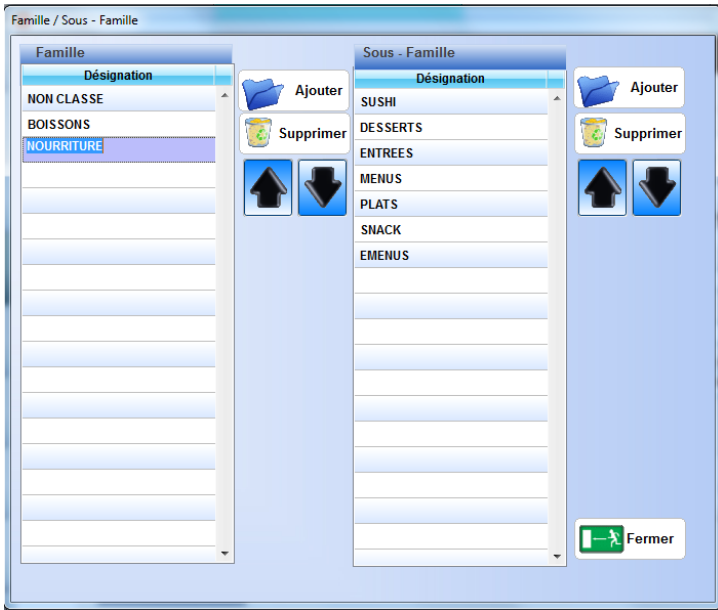 Famille / Sous - Famille
Famille
Désignation
NON CLASSE
BOISSONS
NOURRITURE
Ajouter
Supprimer
Sous - Famille
Désignation
SUSHI
DESSERTS
ENTREES
MENUS
PLATS
SNACK
EMENUS
Ajouter
Supprimer
Fermer